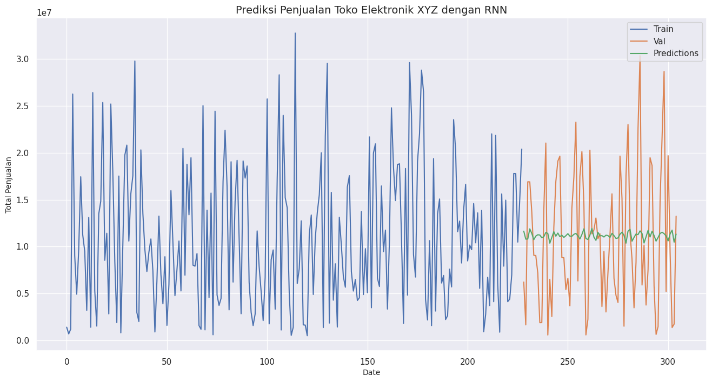 Prediksi Penjualan Toko Elektronik XYZ dengan RNN
1e7
Train
Val
Predictions
3.0
2.5
2.0
1.5
1.0
0.5
0.0
Total Penjualan
0 50 100 150 200 250 300
Date